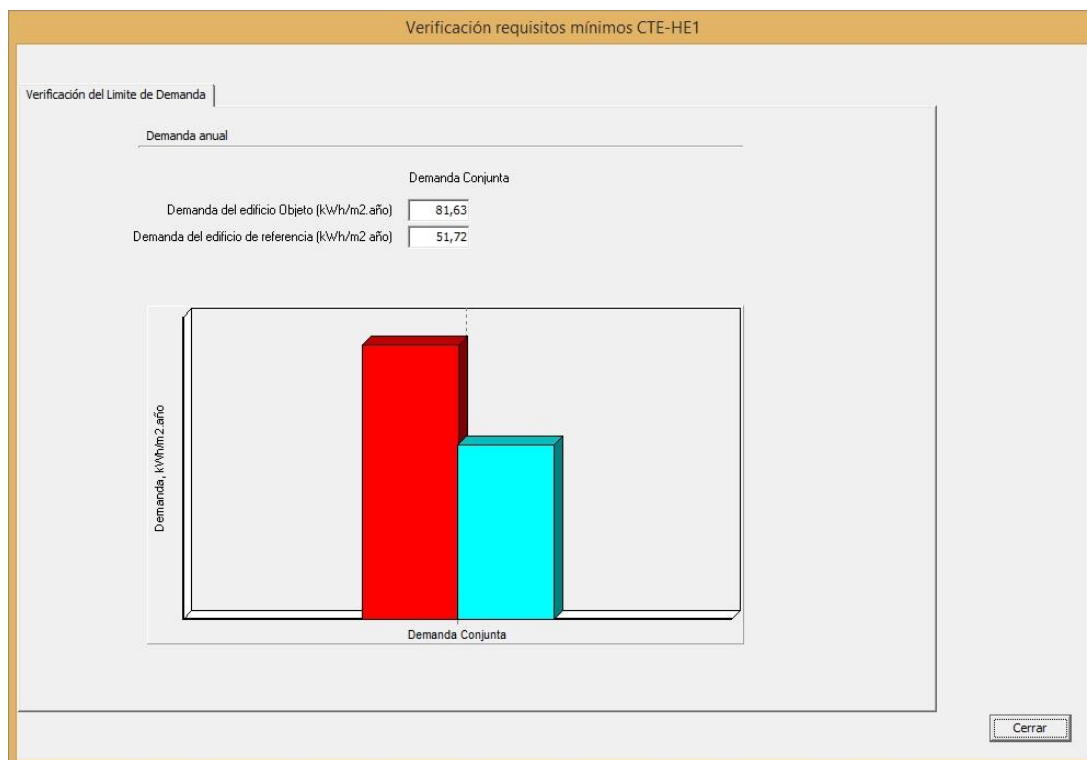 Verificación requisitos mínimos CTE-HE1
Verificación del Limite de Demanda
Demanda anual
Demanda Conjunta
Demanda del edificio Objeto (kWh/m2.año) 81,63
Demanda del edificio de referencia (kWh/m2 año) 51,72
Demanda, kWh/m2.año
Demanda Conjunta
Cerrar